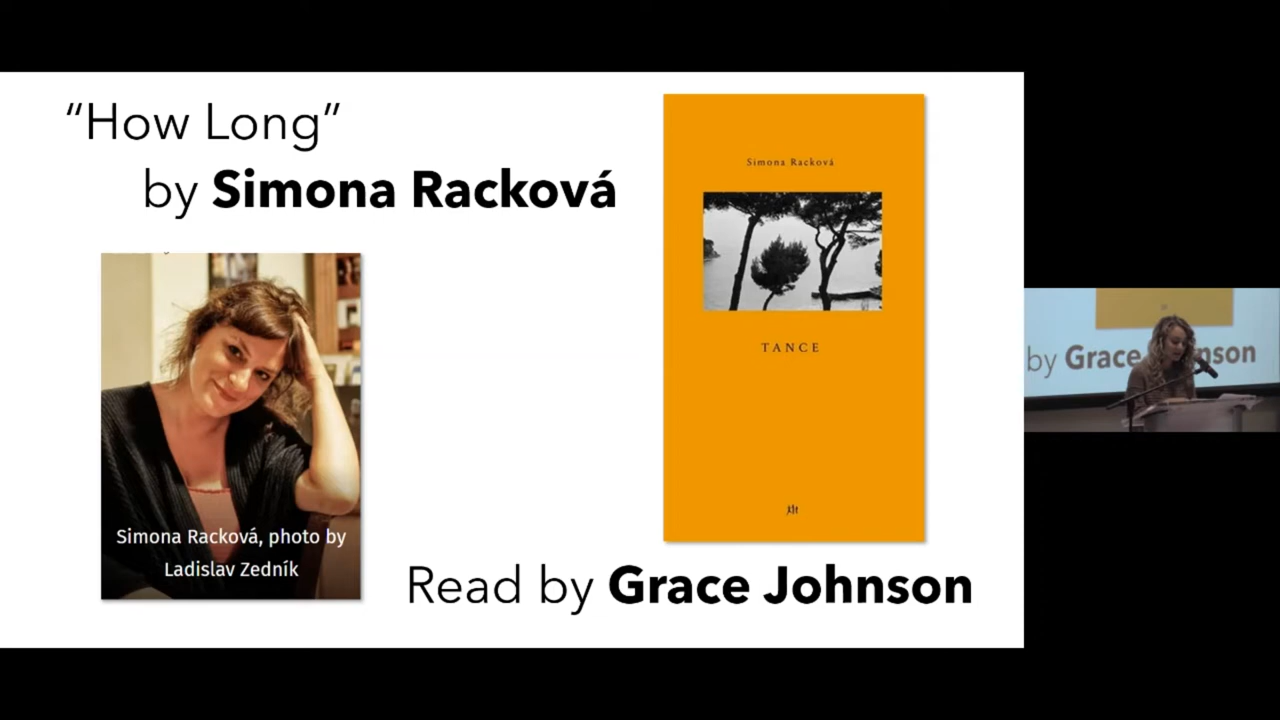 “How Long”
by Simona Racková
Simona Racková
TANCE
Simona Racková, photo by
Ladislav Zedník
Read by Grace Johnson
by Grace
nson